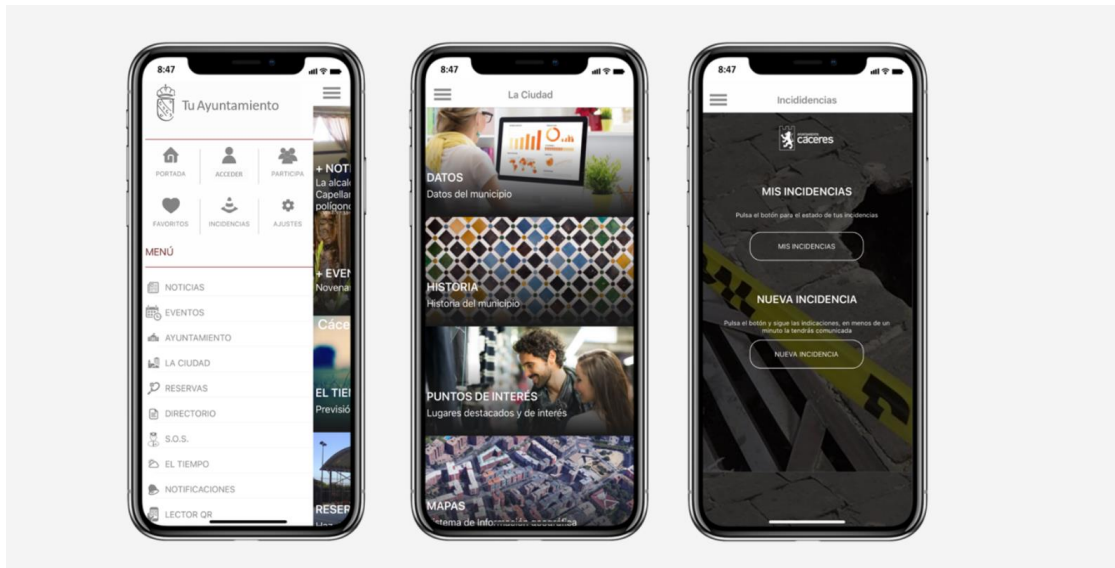 8:47
Tu Ayuntamiento
PORTADA
ACCEDER
PARTICIPA
FAVORITOS
INCIDENCIAS
AJUSTES
MENÚ
NOTICIAS
EVENTOS
AYUNTAMIENTO
LA CIUDAD
RESERVAS
DIRECTORIO
S.O.S.
EL TIEMPO
NOTIFICACIONES
LECTOR QR
+ NOTI
La alcal
Capellan
polígono
+ EVEN
Novena
Cáce
EL TIE
Previsió
RESER
8:47
La Ciudad
DATOS
Datos del municipio
HISTORIA
Historia del municipio
PUNTOS DE INTERÉS
Lugares destacados y de interés
MAPAS
Sistema de información geográfica
8:47
Incididencias
cáceres
MIS INCIDENCIAS
Pulsa el botón para el estado de tus incidencias
MIS INCIDENCIAS
NUEVA INCIDENCIA
Pulsa el botón y sigue las indicaciones, en menos de un
minuto la tendrás comunicada
NUEVA INCIDENCIA